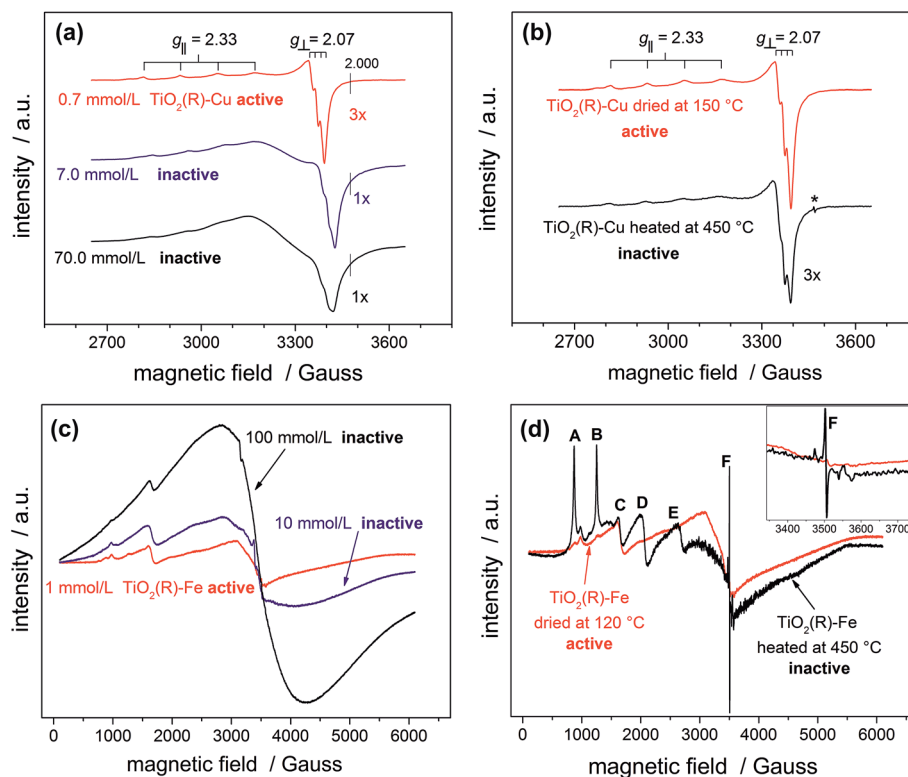 (a)
g∥ = 2.33
g⊥ = 2.07
2.000
0.7 mmol/L TiO₂(R)-Cu active
3x
7.0 mmol/L inactive
1x
70.0 mmol/L inactive
1x
intensity / a.u.
2700 3000 3300 3600
magnetic field / Gauss
(b)
g∥ = 2.33
g⊥ = 2.07
TiO₂(R)-Cu dried at 150 °C
active
*
TiO₂(R)-Cu heated at 450 °C
inactive
3x
intensity / a.u.
2700 3000 3300 3600
magnetic field / Gauss
(c)
100 mmol/L inactive
10 mmol/L inactive
1 mmol/L TiO₂(R)-Fe active
intensity / a.u.
0 1000 2000 3000 4000 5000 6000
magnetic field / Gauss
(d)
A B C D E F
F
3400 3500 3600 3700
TiO₂(R)-Fe
dried at 120 °C
active
TiO₂(R)-Fe
heated at 450 °C
inactive
intensity / a.u.
0 1000 2000 3000 4000 5000 6000
magnetic field / Gauss